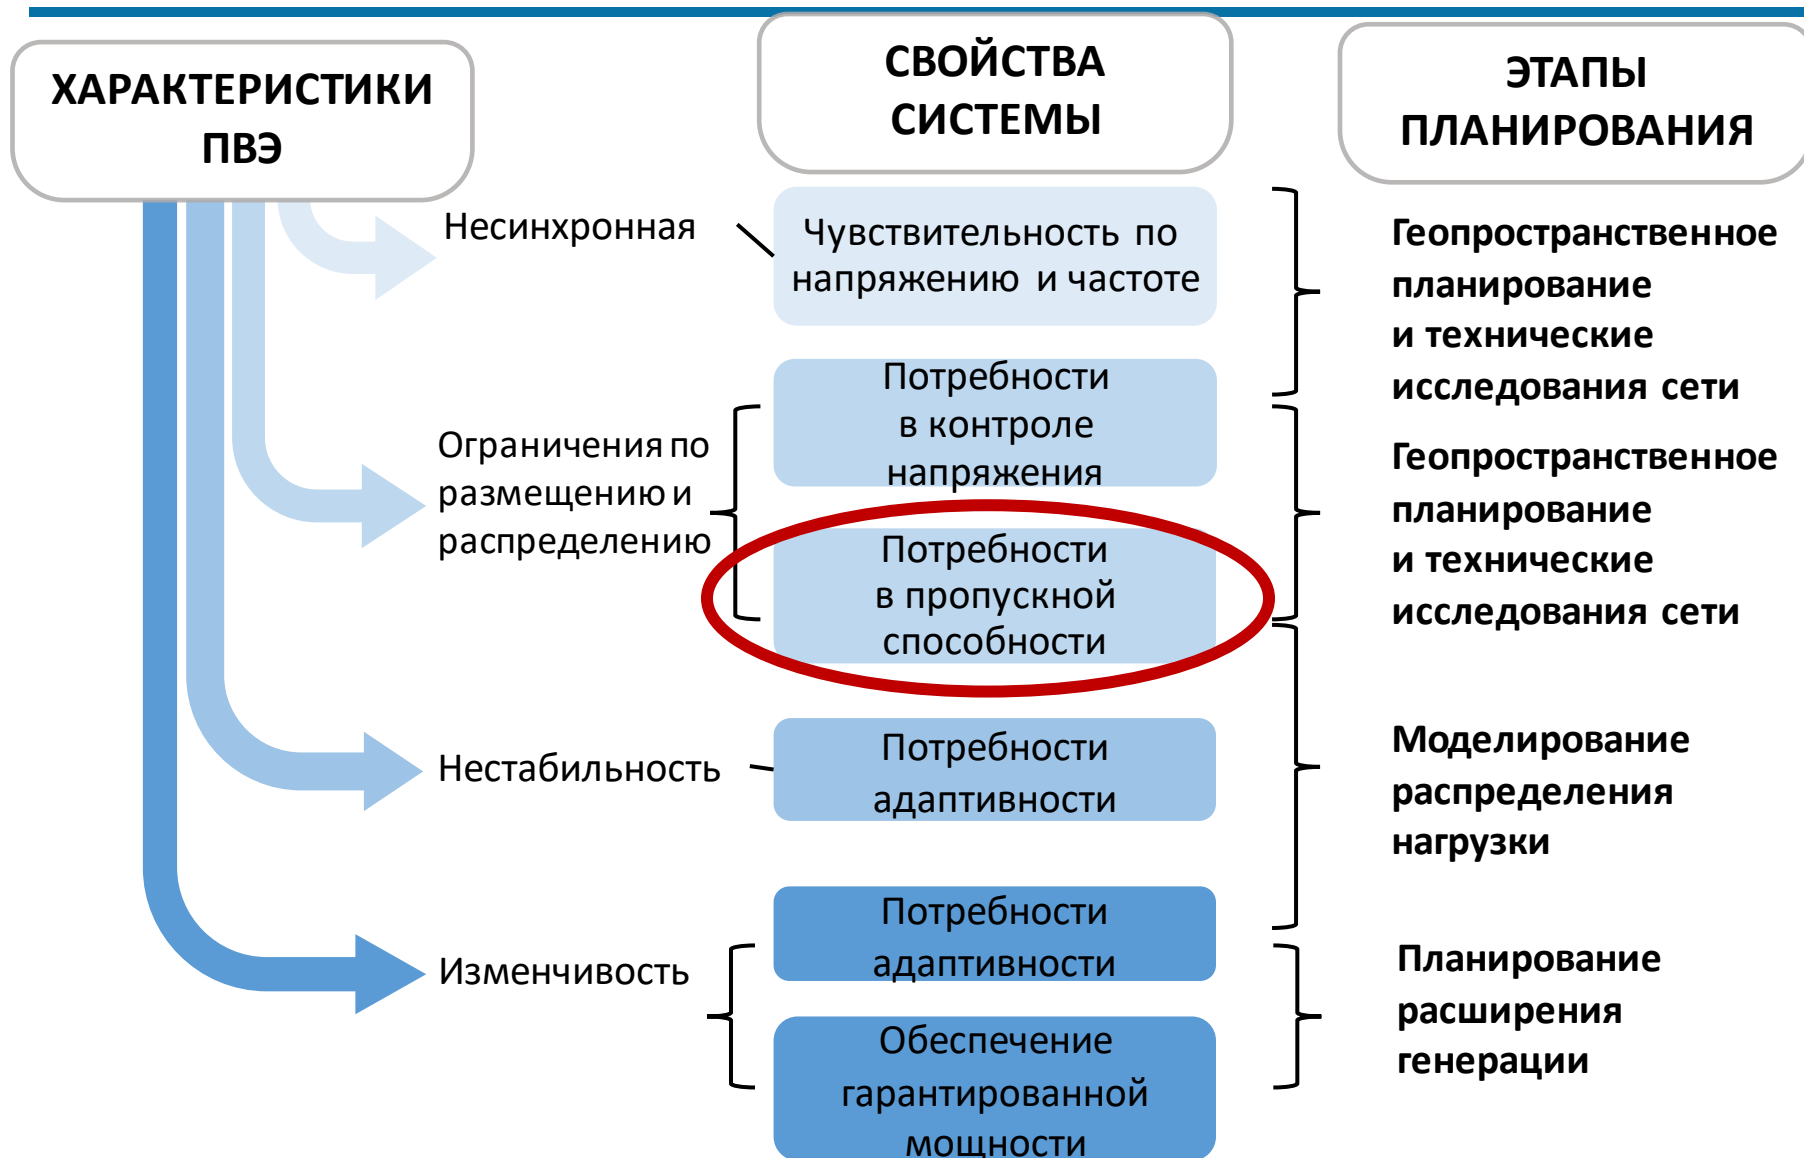 ХАРАКТЕРИСТИКИ
ПВЭ
СВОЙСТВА
СИСТЕМЫ
ЭТАПЫ
ПЛАНИРОВАНИЯ
Несинхронная
Чувствительность по
напряжению и частоте
Геопространственное
планирование
и технические
исследования сети
Ограничения по
размещению и
распределению
Потребности
в контроле
напряжения
Потребности
в пропускной
способности
Геопространственное
планирование
и технические
исследования сети
Нестабильность
Потребности
адаптивности
Моделирование
распределения
нагрузки
Изменчивость
Потребности
адаптивности
Обеспечение
гарантированной
мощности
Планирование
расширения
генерации